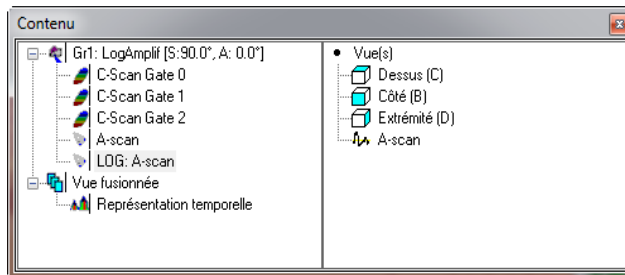 Contenu
Gr1: LogAmplif [S:90.0°, A: 0.0°]
C-Scan Gate 0
C-Scan Gate 1
C-Scan Gate 2
A-scan
LOG: A-scan
Vue fusionnée
Représentation temporelle
Vue(s)
Dessus (C)
Côté (B)
Extrémité (D)
A-scan